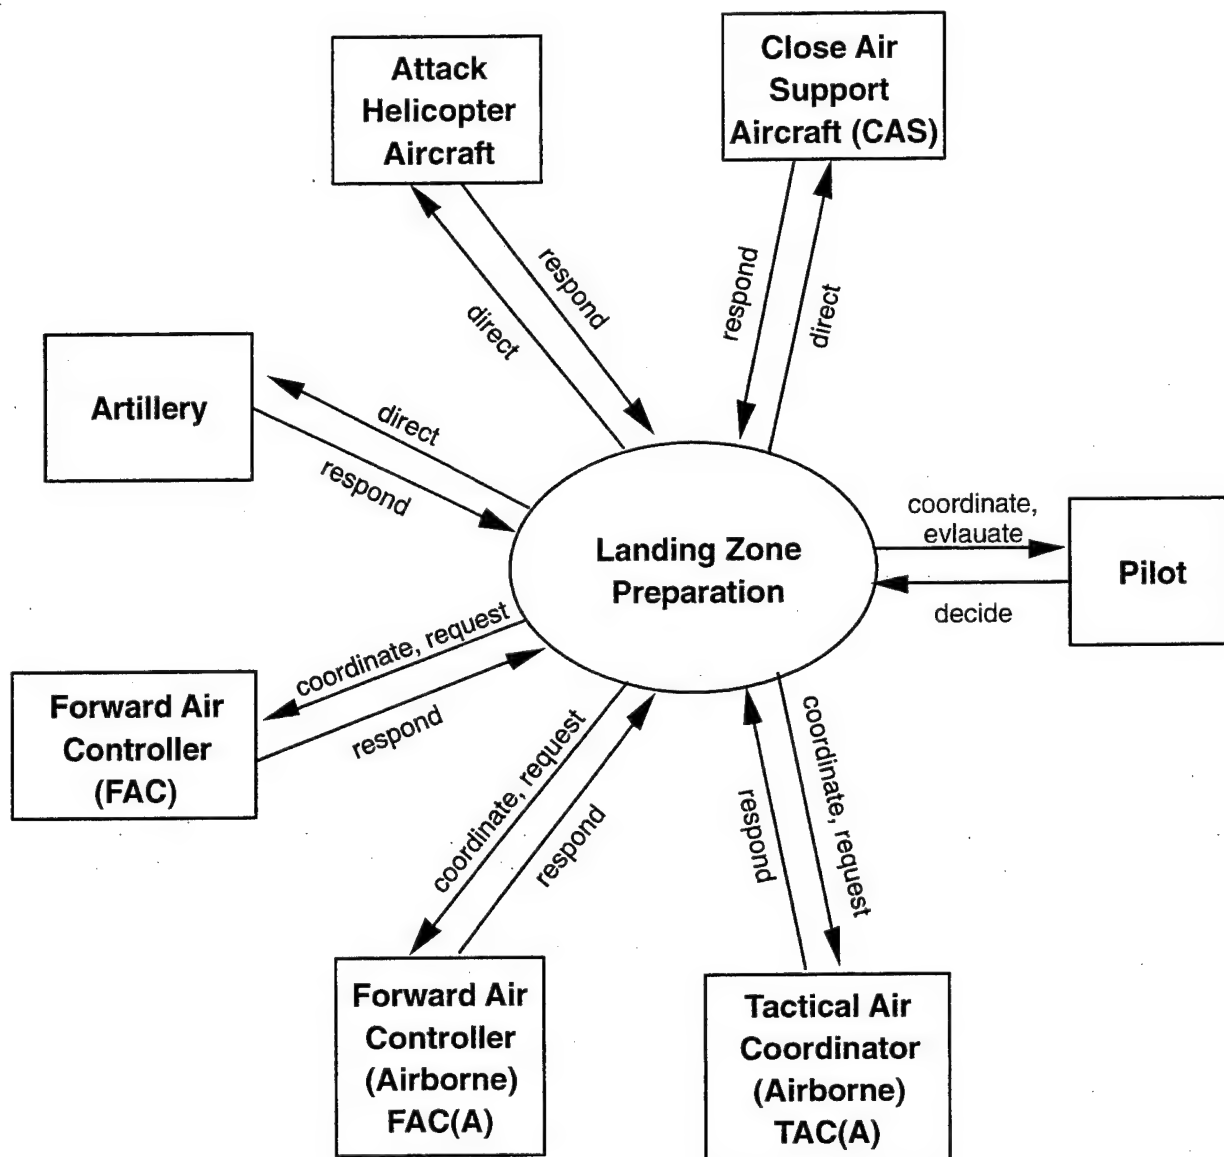 Attack
Helicopter
Aircraft
Close Air
Support
Aircraft (CAS)
respond
direct
respond
direct
Artillery
direct
respond
Landing Zone
Preparation
coordinate,
evlauate
decide
Pilot
coordinate, request
respond
Forward Air
Controller
(FAC)
coordinate, request
respond
respond
coordinate, request
Forward Air
Controller
(Airborne)
FAC(A)
Tactical Air
Coordinator
(Airborne)
TAC(A)